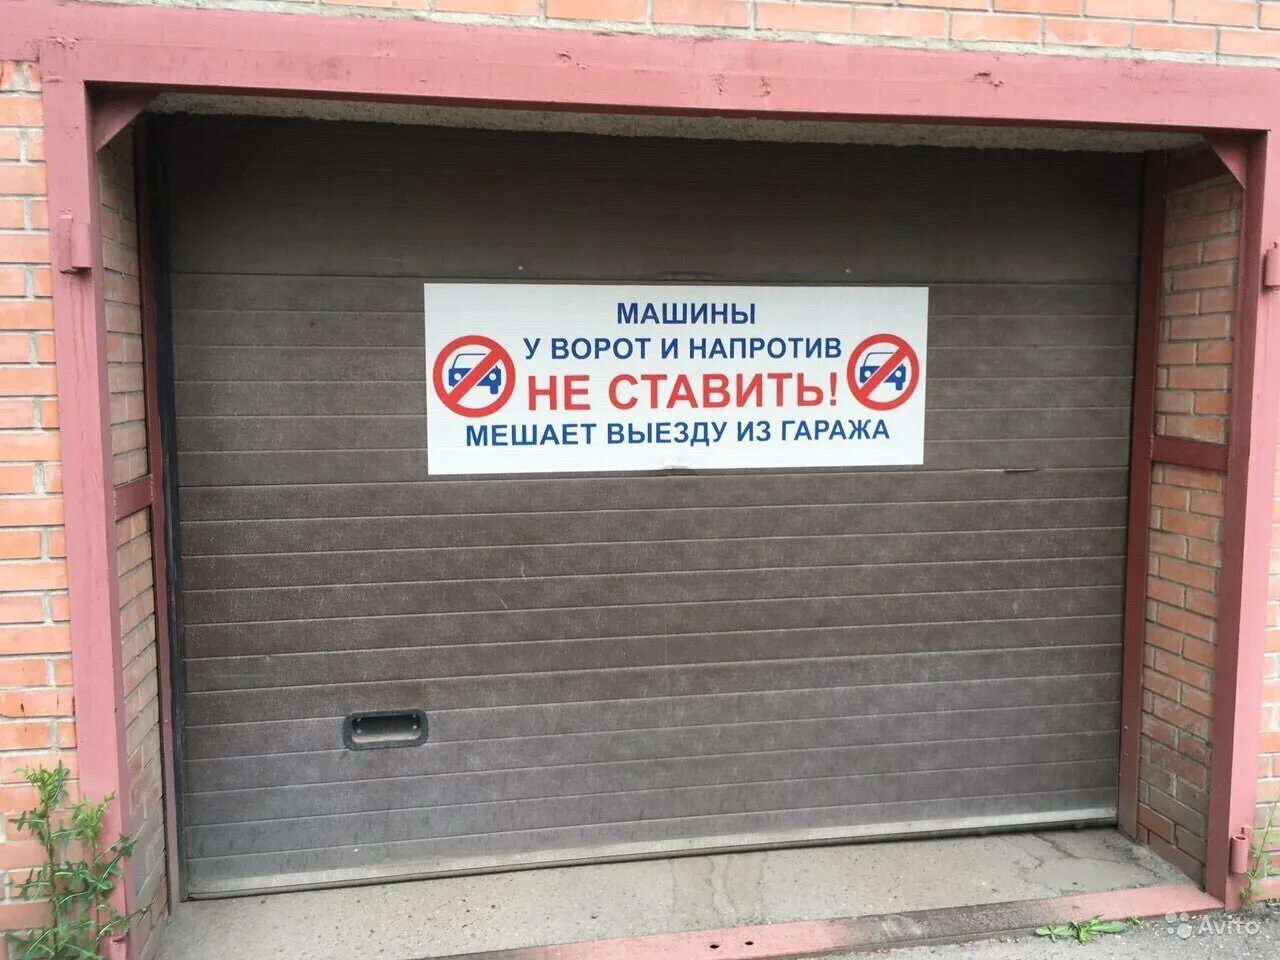 МАШИНЫ
У ВОРОТ И НАПРОТИВ
НЕ СТАВИТЬ!
МЕШАЕТ ВЫЕЗДУ ИЗ ГАРАЖА
Avito